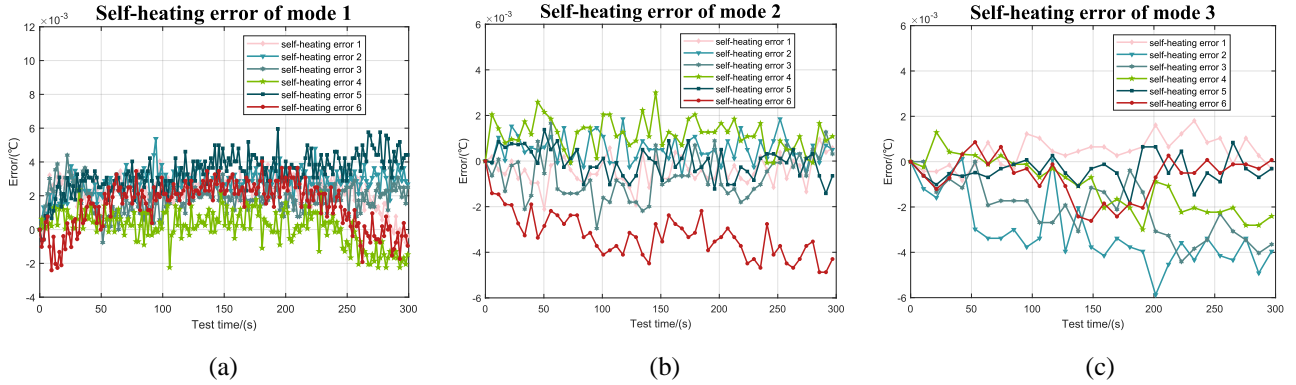 Self-heating error of mode 1
×10⁻³
12
10
8
6
4
2
0
-2
-4
Error/(℃)
0
50
100
150
200
250
300
Test time/(s)
self-heating error 1
self-heating error 2
self-heating error 3
self-heating error 4
self-heating error 5
self-heating error 6
(a)
Self-heating error of mode 2
×10⁻³
6
4
2
0
-2
-4
-6
Error/(℃)
0
50
100
150
200
250
300
Test time/(s)
self-heating error 1
self-heating error 2
self-heating error 3
self-heating error 4
self-heating error 5
self-heating error 6
(b)
Self-heating error of mode 3
×10⁻³
6
4
2
0
-2
-4
-6
Error/(℃)
0
50
100
150
200
250
300
Test time/(s)
self-heating error 1
self-heating error 2
self-heating error 3
self-heating error 4
self-heating error 5
self-heating error 6
(c)